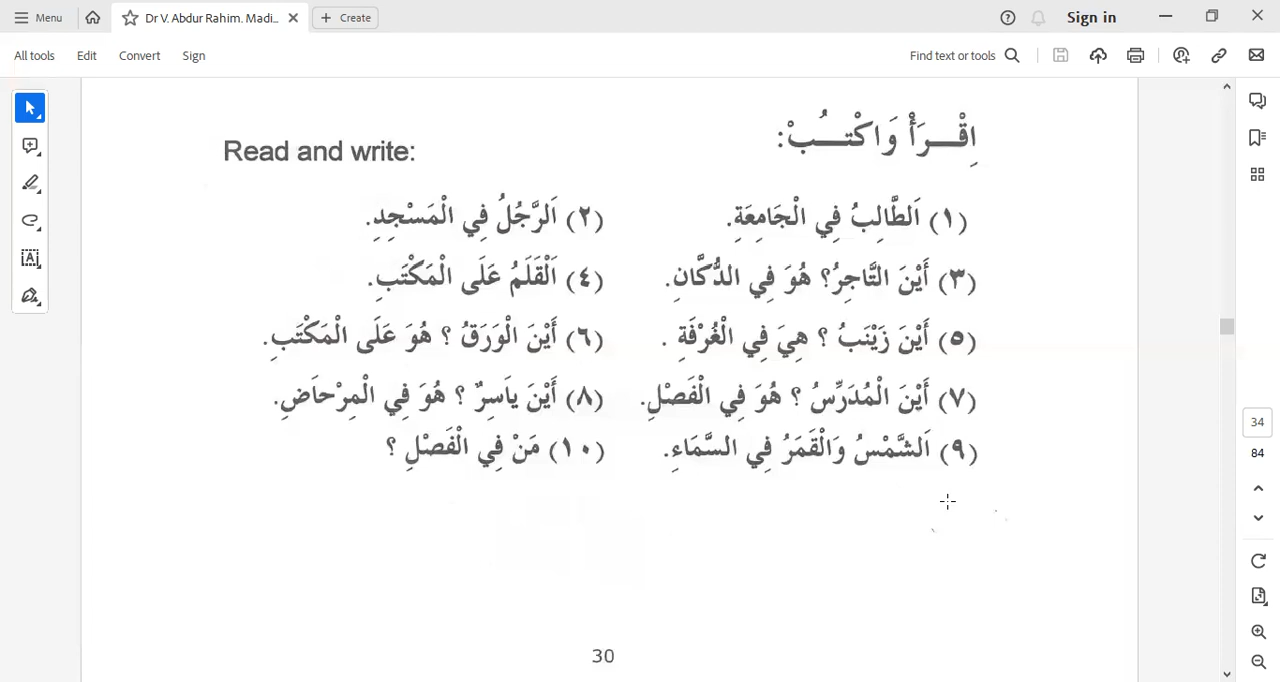 Menu
Dr V. Abdur Rahim. Madi...
Create
Sign in
All tools Edit Convert Sign
Find text or tools
Read and write:
اِقْـــرَأْ وَاكْتـــُـبْ:
(١) اَلطَّالِبُ فِي الْجَامِعَةِ.
(٢) اَلرَّجُلُ فِي الْمَسْجِدِ.
(٣) أَيْنَ التَّاجِرُ؟ هُوَ فِي الدُّكَّانِ.
(٤) اَلْقَلَمُ عَلَى الْمَكْتَبِ.
(٥) أَيْنَ زَيْنَبُ ؟ هِيَ فِي الْغُرْفَةِ .
(٦) أَيْنَ الْوَرَقُ ؟ هُوَ عَلَى الْمَكْتَبِ.
(٧) أَيْنَ الْمُدَرِّسُ ؟ هُوَ فِي الْفَصْلِ.
(٨) أَيْنَ يَاسِرٌ ؟ هُوَ فِي الْمِرْحَاضِ.
(٩) اَلشَّمْسُ وَالْقَمَرُ فِي السَّمَاءِ.
(١٠) مَنْ فِي الْفَصْلِ ؟
34
84
30